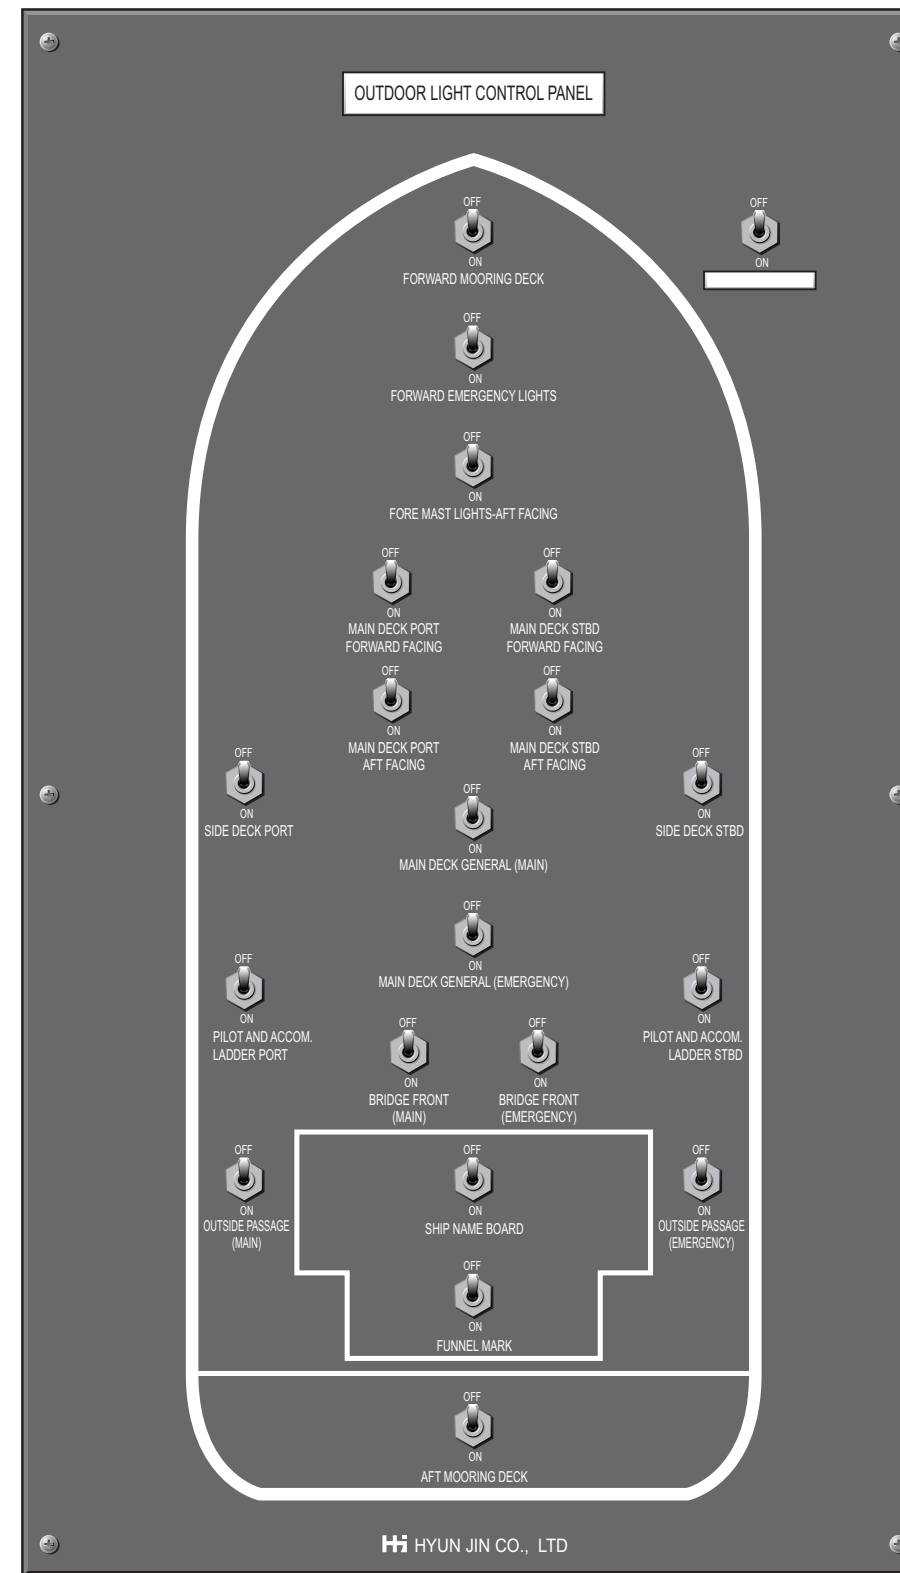 OUTDOOR LIGHT CONTROL PANEL
OFF
ON
FORWARD MOORING DECK
OFF
ON
OFF
ON
FORWARD EMERGENCY LIGHTS
OFF
ON
FORE MAST LIGHTS-AFT FACING
OFF
ON
MAIN DECK PORT
FORWARD FACING
OFF
ON
MAIN DECK STBD
FORWARD FACING
OFF
ON
MAIN DECK PORT
AFT FACING
OFF
ON
MAIN DECK STBD
AFT FACING
OFF
ON
SIDE DECK PORT
OFF
ON
MAIN DECK GENERAL (MAIN)
OFF
ON
SIDE DECK STBD
OFF
ON
MAIN DECK GENERAL (EMERGENCY)
OFF
ON
PILOT AND ACCOM.
LADDER PORT
OFF
ON
PILOT AND ACCOM.
LADDER STBD
OFF
ON
BRIDGE FRONT
(MAIN)
OFF
ON
BRIDGE FRONT
(EMERGENCY)
OFF
ON
OUTSIDE PASSAGE
(MAIN)
OFF
ON
SHIP NAME BOARD
OFF
ON
OUTSIDE PASSAGE
(EMERGENCY)
OFF
ON
FUNNEL MARK
OFF
ON
AFT MOORING DECK
HYUN JIN CO., LTD